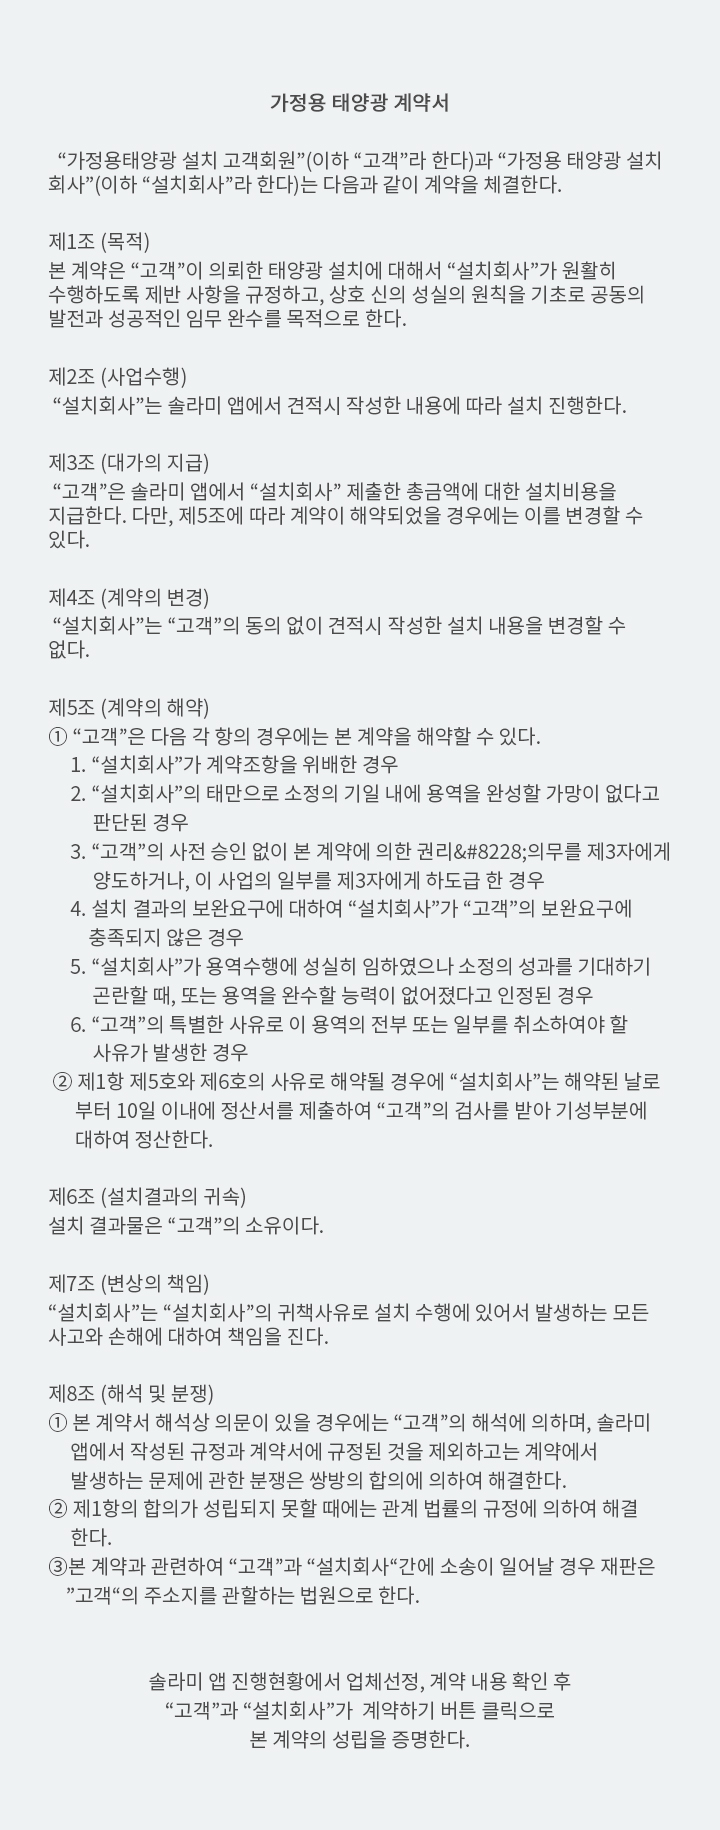 가정용 태양광 계약서
“가정용태양광 설치 고객회원”(이하 “고객”라 한다)과 “가정용 태양광 설치
회사”(이하 “설치회사”라 한다)는 다음과 같이 계약을 체결한다.
제1조 (목적)
본 계약은 “고객”이 의뢰한 태양광 설치에 대해서 “설치회사”가 원활히
수행하도록 제반 사항을 규정하고, 상호 신의 성실의 원칙을 기초로 공동의
발전과 성공적인 임무 완수를 목적으로 한다.
제2조 (사업수행)
“설치회사”는 솔라미 앱에서 견적시 작성한 내용에 따라 설치 진행한다.
제3조 (대가의 지급)
“고객”은 솔라미 앱에서 “설치회사” 제출한 총금액에 대한 설치비용을
지급한다. 다만, 제5조에 따라 계약이 해약되었을 경우에는 이를 변경할 수
있다.
제4조 (계약의 변경)
“설치회사”는 “고객”의 동의 없이 견적시 작성한 설치 내용을 변경할 수
없다.
제5조 (계약의 해약)
① “고객”은 다음 각 항의 경우에는 본 계약을 해약할 수 있다.
1. “설치회사”가 계약조항을 위배한 경우
2. “설치회사”의 태만으로 소정의 기일 내에 용역을 완성할 가망이 없다고
판단된 경우
3. “고객”의 사전 승인 없이 본 계약에 의한 권리&#8228;의무를 제3자에게
양도하거나, 이 사업의 일부를 제3자에게 하도급 한 경우
4. 설치 결과의 보완요구에 대하여 “설치회사”가 “고객”의 보완요구에
충족되지 않은 경우
5. “설치회사”가 용역수행에 성실히 임하였으나 소정의 성과를 기대하기
곤란할 때, 또는 용역을 완수할 능력이 없어졌다고 인정된 경우
6. “고객”의 특별한 사유로 이 용역의 전부 또는 일부를 취소하여야 할
사유가 발생한 경우
② 제1항 제5호와 제6호의 사유로 해약될 경우에 “설치회사”는 해약된 날로
부터 10일 이내에 정산서를 제출하여 “고객”의 검사를 받아 기성부분에
대하여 정산한다.
제6조 (설치결과의 귀속)
설치 결과물은 “고객”의 소유이다.
제7조 (변상의 책임)
“설치회사”는 “설치회사”의 귀책사유로 설치 수행에 있어서 발생하는 모든
사고와 손해에 대하여 책임을 진다.
제8조 (해석 및 분쟁)
① 본 계약서 해석상 의문이 있을 경우에는 “고객”의 해석에 의하며, 솔라미
앱에서 작성된 규정과 계약서에 규정된 것을 제외하고는 계약에서
발생하는 문제에 관한 분쟁은 쌍방의 합의에 의하여 해결한다.
② 제1항의 합의가 성립되지 못할 때에는 관계 법률의 규정에 의하여 해결
한다.
③본 계약과 관련하여 “고객”과 “설치회사“간에 소송이 일어날 경우 재판은
”고객“의 주소지를 관할하는 법원으로 한다.
솔라미 앱 진행현황에서 업체선정, 계약 내용 확인 후
“고객”과 “설치회사”가 계약하기 버튼 클릭으로
본 계약의 성립을 증명한다.